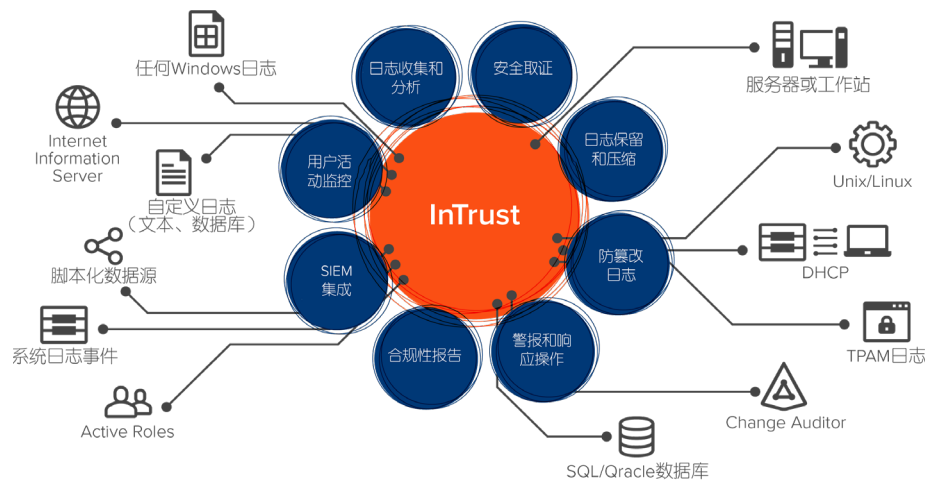 任何Windows日志
日志收集和
分析
安全取证
服务器或工作站
Internet
Information
Server
用户活
动监控
日志保留
和压缩
Unix/Linux
自定义日志
（文本、数据库）
InTrust
脚本化数据源
SIEM
集成
防篡改
日志
DHCP
系统日志事件
合规性报告
警报和响
应操作
TPAM日志
Active Roles
Change Auditor
SQL/Qracle数据库